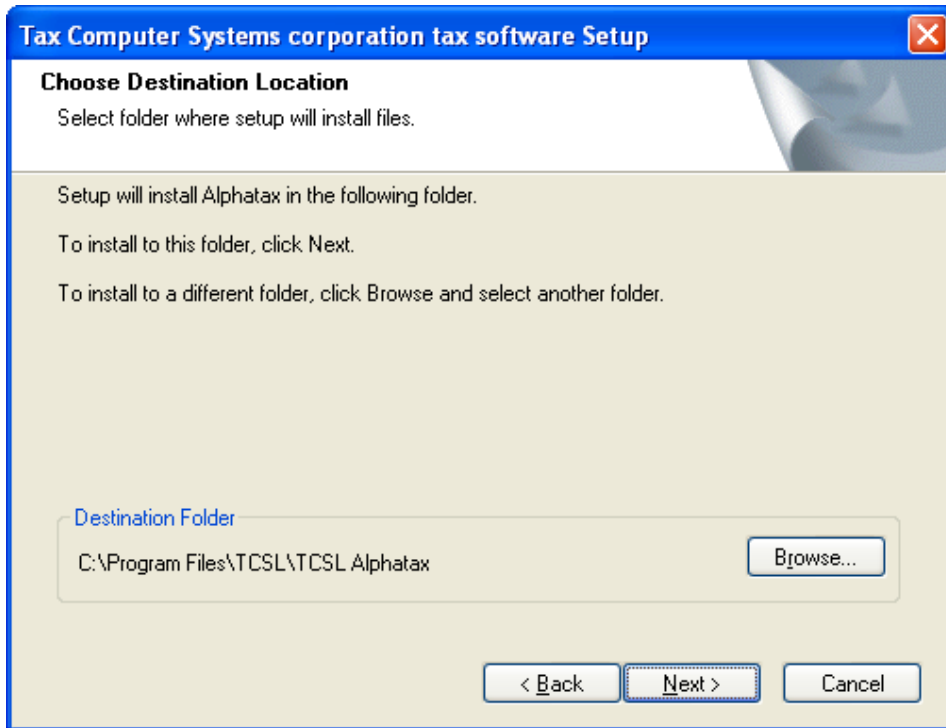 Tax Computer Systems corporation tax software Setup
Choose Destination Location
Select folder where setup will install files.
Setup will install Alphatax in the following folder.
To install to this folder, click Next.
To install to a different folder, click Browse and select another folder.
Destination Folder
C:\Program Files\TCSL\TCSL Alphatax
Browse...
< Back
Next >
Cancel